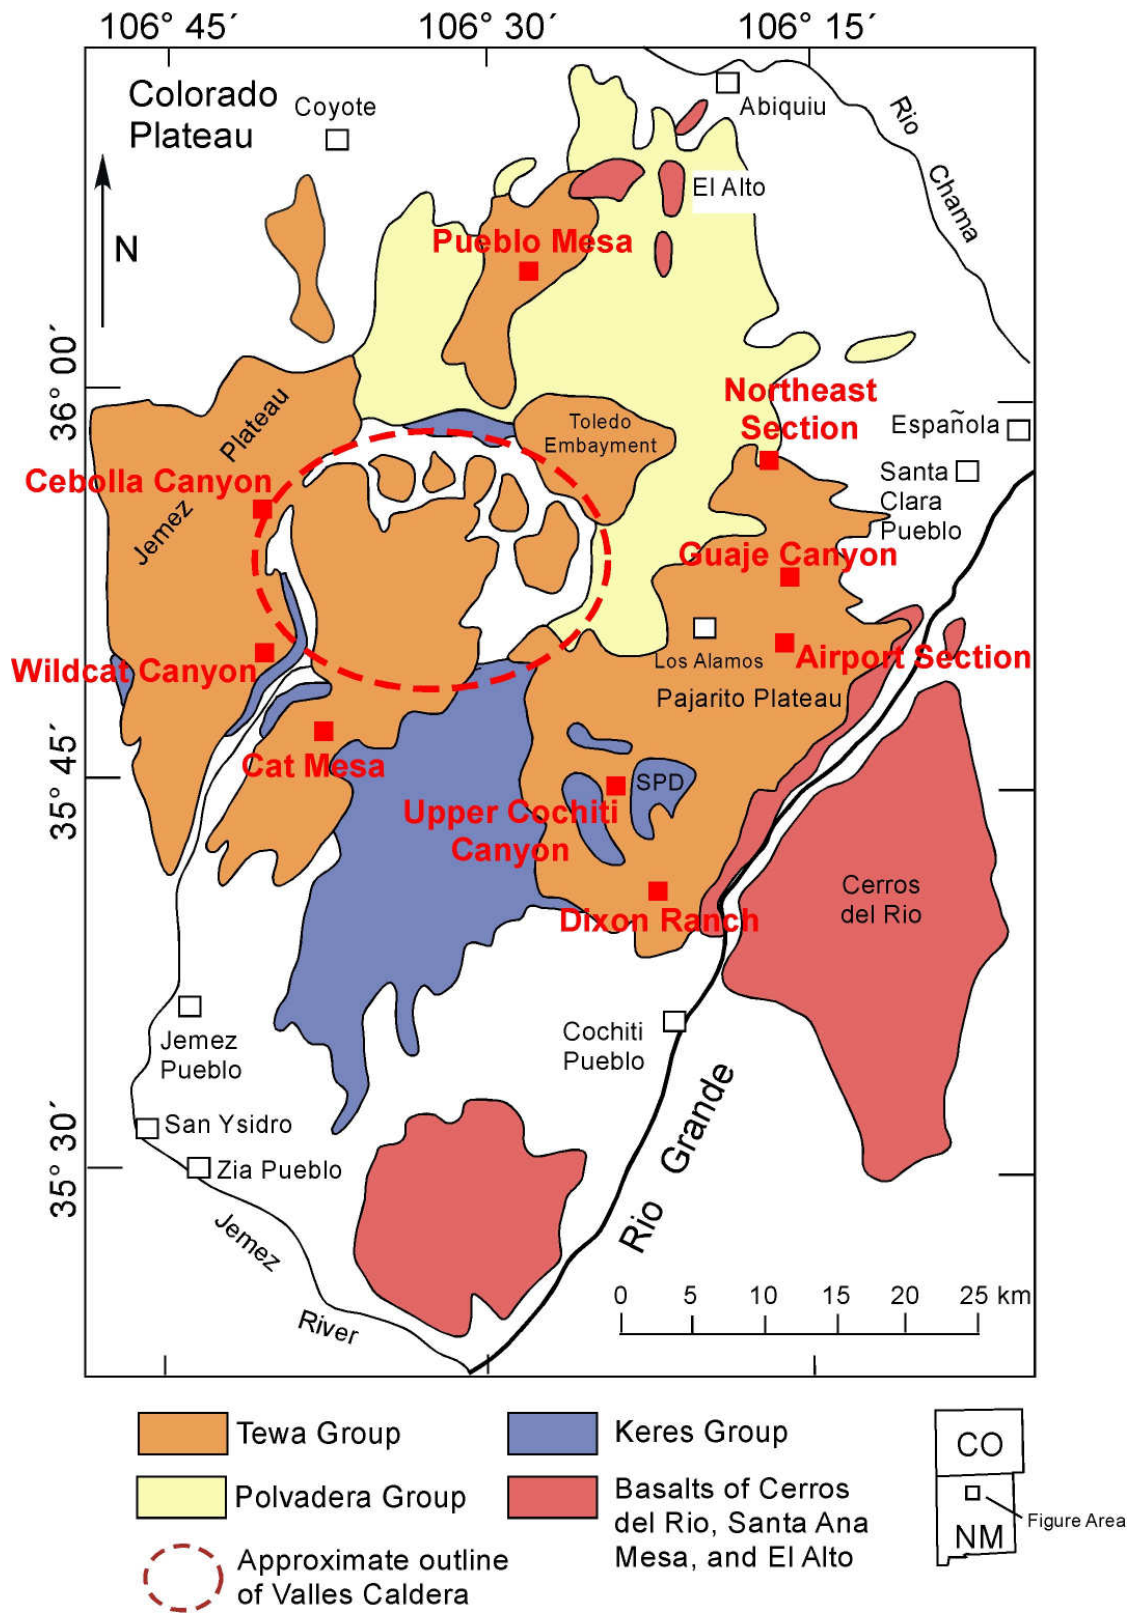 106° 45´
106° 30´
106° 15´
Colorado
Plateau
Coyote
Abiquiu
Rio
Chama
El Alto
N
Pueblo Mesa
36° 00´
Northeast
Section
Plateau
Toledo
Embayment
Española
Cebolla Canyon
Santa
Clara
Pueblo
Jemez
Guaje Canyon
Los Alamos
Airport Section
Wildcat Canyon
Pajarito Plateau
35° 45´
Cat Mesa
SPD
Upper Cochiti
Canyon
Cerros
del Rio
Dixon Ranch
Jemez
Pueblo
Cochiti
Pueblo
35° 30´
San Ysidro
Zia Pueblo
Rio Grande
Jemez
River
0 5 10 15 20 25 km
Tewa Group
Keres Group
Polvadera Group
Basalts of Cerros
del Rio, Santa Ana
Mesa, and El Alto
Approximate outline
of Valles Caldera
CO
NM
Figure Area